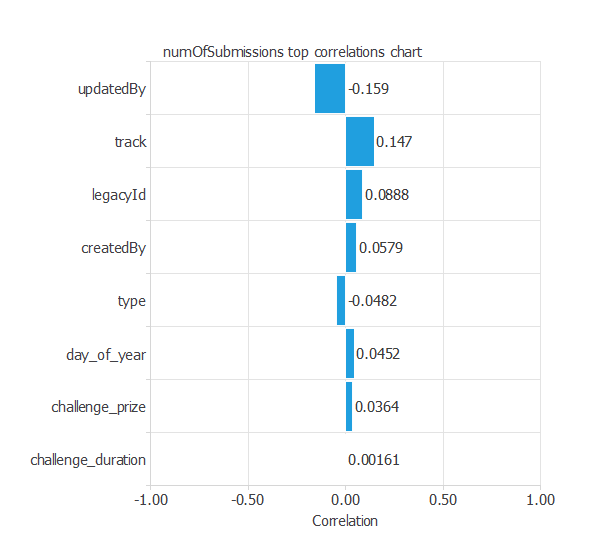 numOfSubmissions top correlations chart
updatedBy -0.159
track 0.147
legacyId 0.0888
createdBy 0.0579
type -0.0482
day_of_year 0.0452
challenge_prize 0.0364
challenge_duration 0.00161
-1.00 -0.50 0.00 0.50 1.00
Correlation